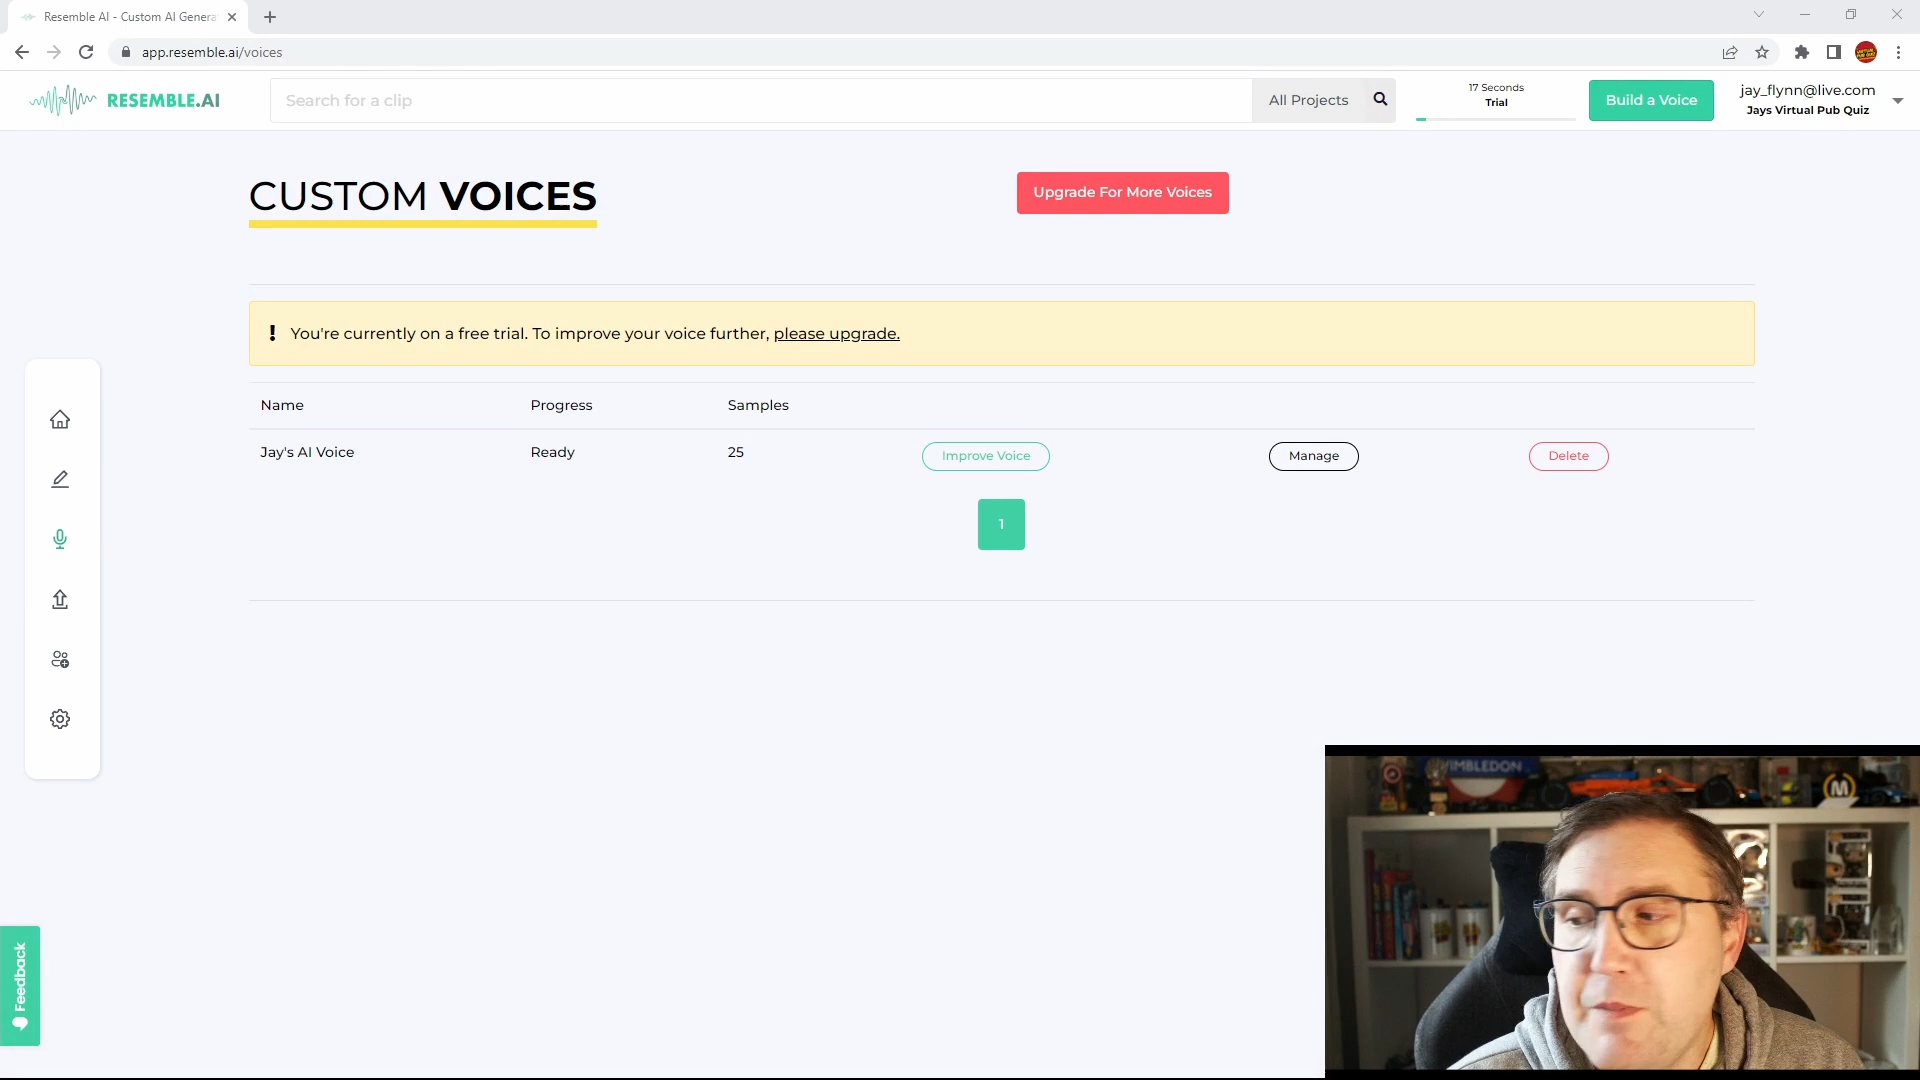 Resemble AI - Custom AI Genera
app.resemble.ai/voices
RESEMBLE.AI
Search for a clip
All Projects
17 Seconds
Trial
Build a Voice
jay_flynn@live.com
Jays Virtual Pub Quiz
CUSTOM VOICES
Upgrade For More Voices
! You're currently on a free trial. To improve your voice further, please upgrade.
Name Progress Samples
Jay's AI Voice Ready 25 Improve Voice Manage Delete
1
Feedback
WIMBLEDON
M